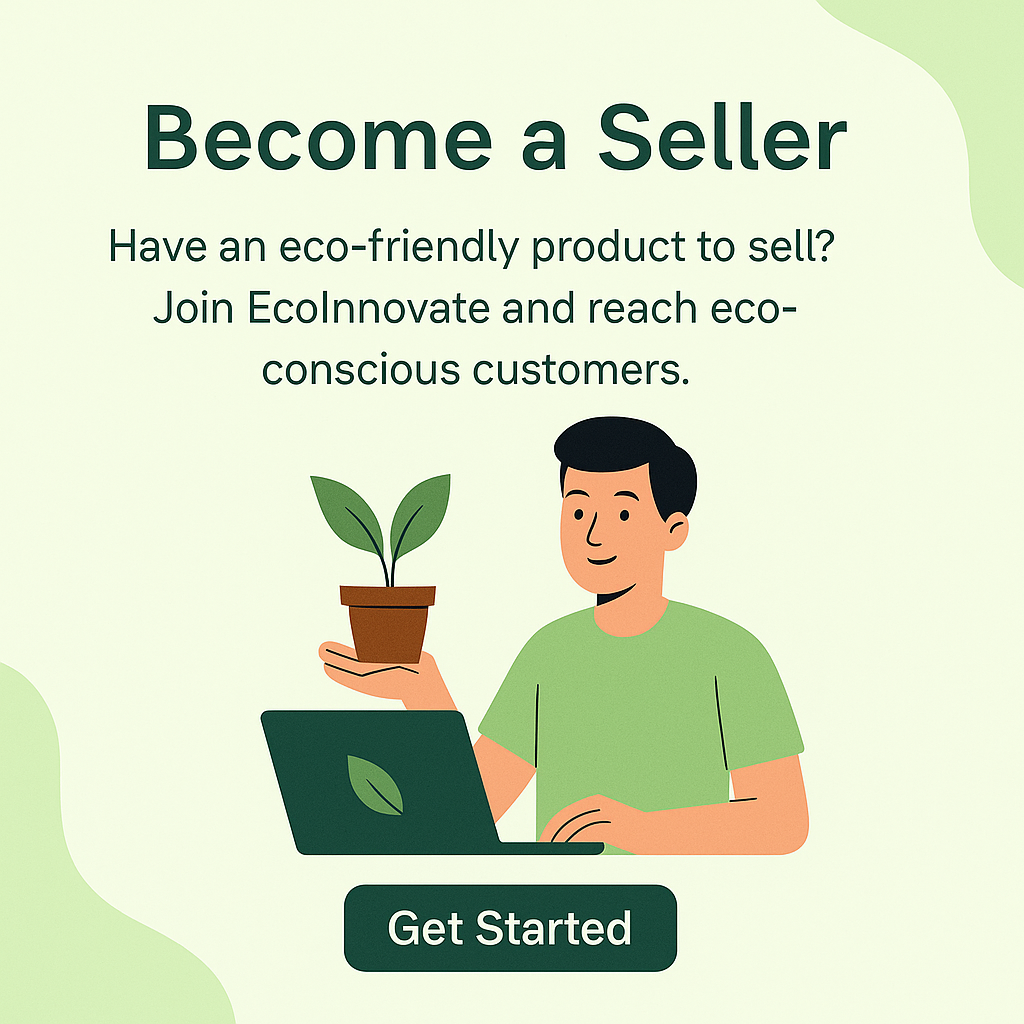 Become a Seller
Have an eco-friendly product to sell?
Join EcoInnovate and reach eco-
conscious customers.
Get Started